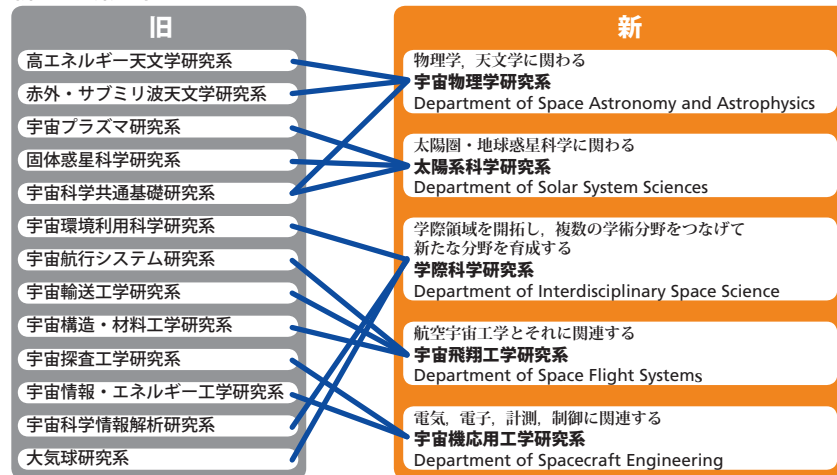 旧
高エネルギー天文学研究系
赤外・サブミリ波天文学研究系
宇宙プラズマ研究系
固体惑星科学研究系
宇宙科学共通基礎研究系
宇宙環境利用科学研究系
宇宙航行システム研究系
宇宙輸送工学研究系
宇宙構造・材料工学研究系
宇宙探査工学研究系
宇宙情報・エネルギー工学研究系
宇宙科学情報解析研究系
大気球研究系
新
物理学，天文学に関わる
宇宙物理学研究系
Department of Space Astronomy and Astrophysics
太陽圏・地球惑星科学に関わる
太陽系科学研究系
Department of Solar System Sciences
学際領域を開拓し，複数の学術分野をつなげて
新たな分野を育成する
学際科学研究系
Department of Interdisciplinary Space Science
航空宇宙工学とそれに関連する
宇宙飛翔工学研究系
Department of Space Flight Systems
電気，電子，計測，制御に関連する
宇宙機応用工学研究系
Department of Spacecraft Engineering